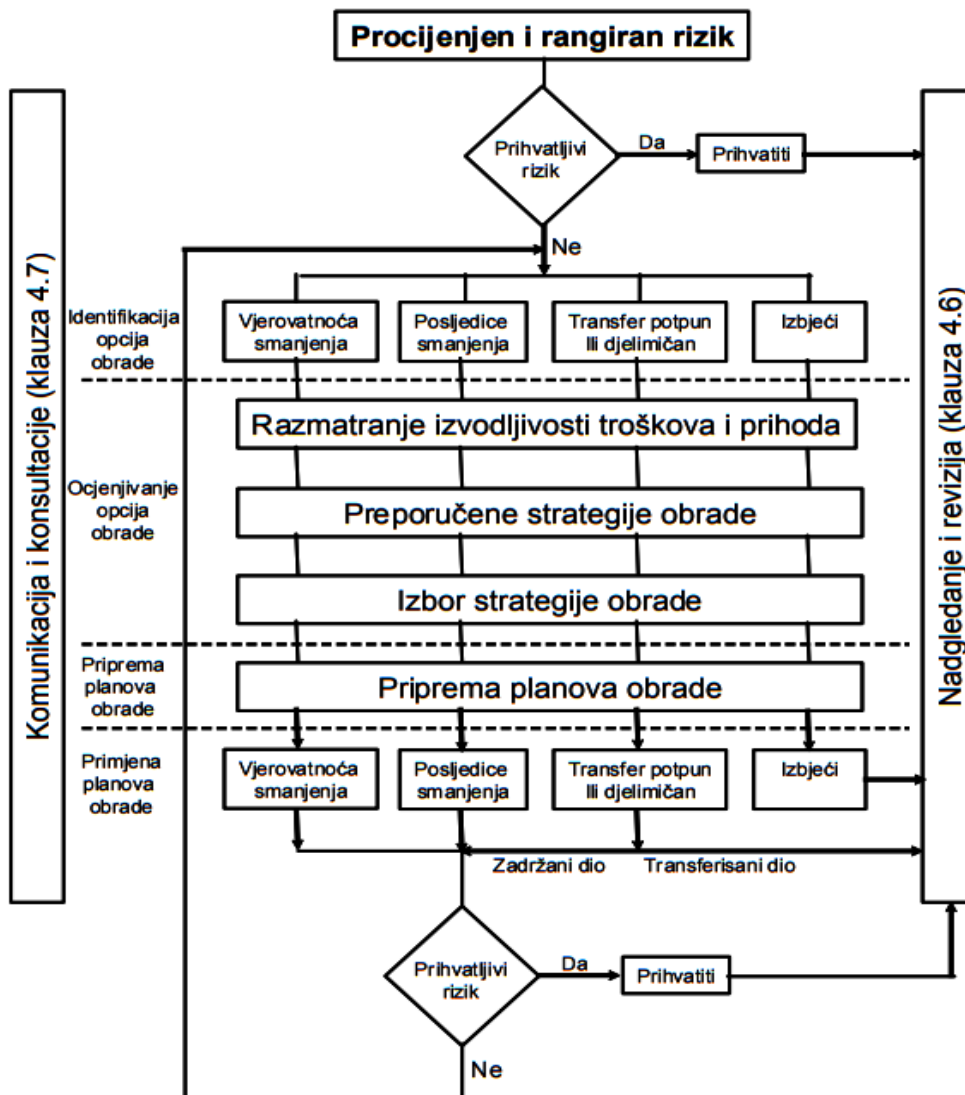 Procijenjen i rangiran rizik
Komunikacija i konsultacije (klauza 4.7)
Nadgledanje i revizija (klauza 4.6)
Prihvatljivi
rizik
Da
Prihvatiti
Ne
Identifikacija
opcija
obrade
Vjerovatnoća
smanjenja
Posljedice
smanjenja
Transfer potpun
Ili djelimičan
Izbjeći
Ocjenjivanje
opcija
obrade
Razmatranje izvodljivosti troškova i prihoda
Preporučene strategije obrade
Izbor strategije obrade
Priprema
planova
obrade
Priprema planova obrade
Primjena
planova
obrade
Vjerovatnoća
smanjenja
Posljedice
smanjenja
Transfer potpun
Ili djelimičan
Izbjeći
Zadržani dio
Transferisani dio
Prihvatljivi
rizik
Da
Prihvatiti
Ne